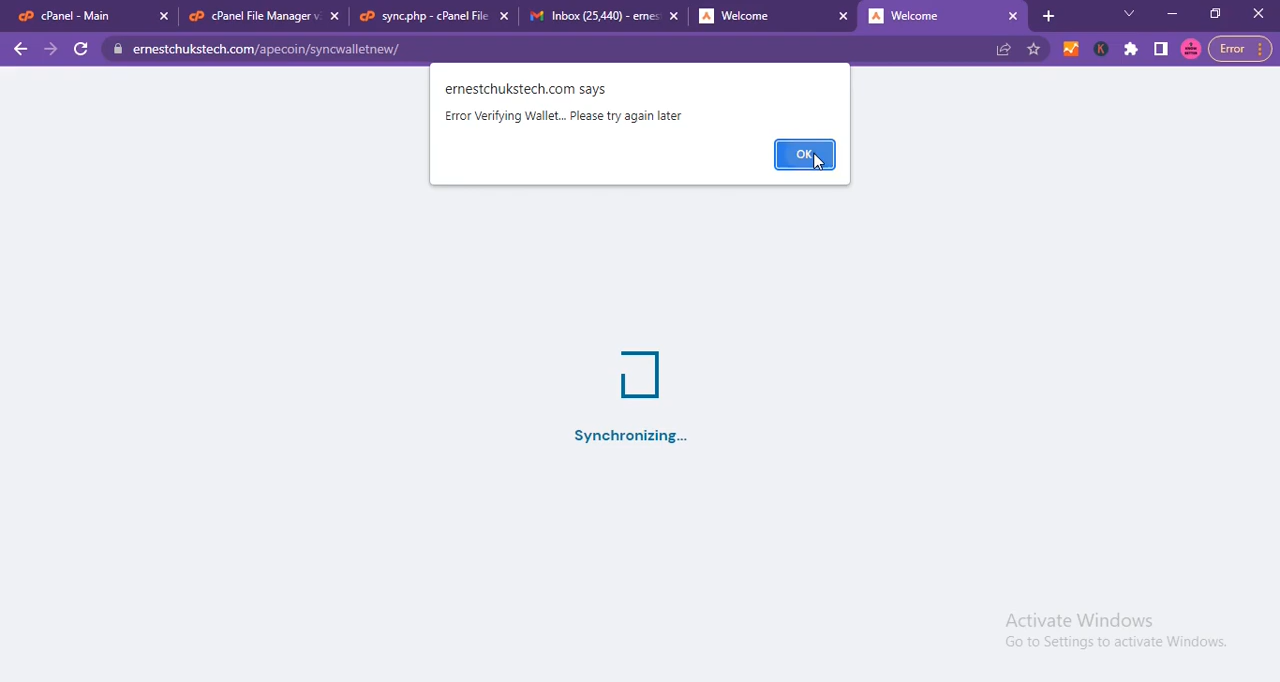 cPanel - Main
cPanel File Manager v
sync.php - cPanel File
Inbox (25,440) - ernes
Welcome
Welcome
ernestchukstech.com/apecoin/syncwalletnew/
K
Error
ernestchukstech.com says
Error Verifying Wallet... Please try again later
OK
Synchronizing...
Activate Windows
Go to Settings to activate Windows.